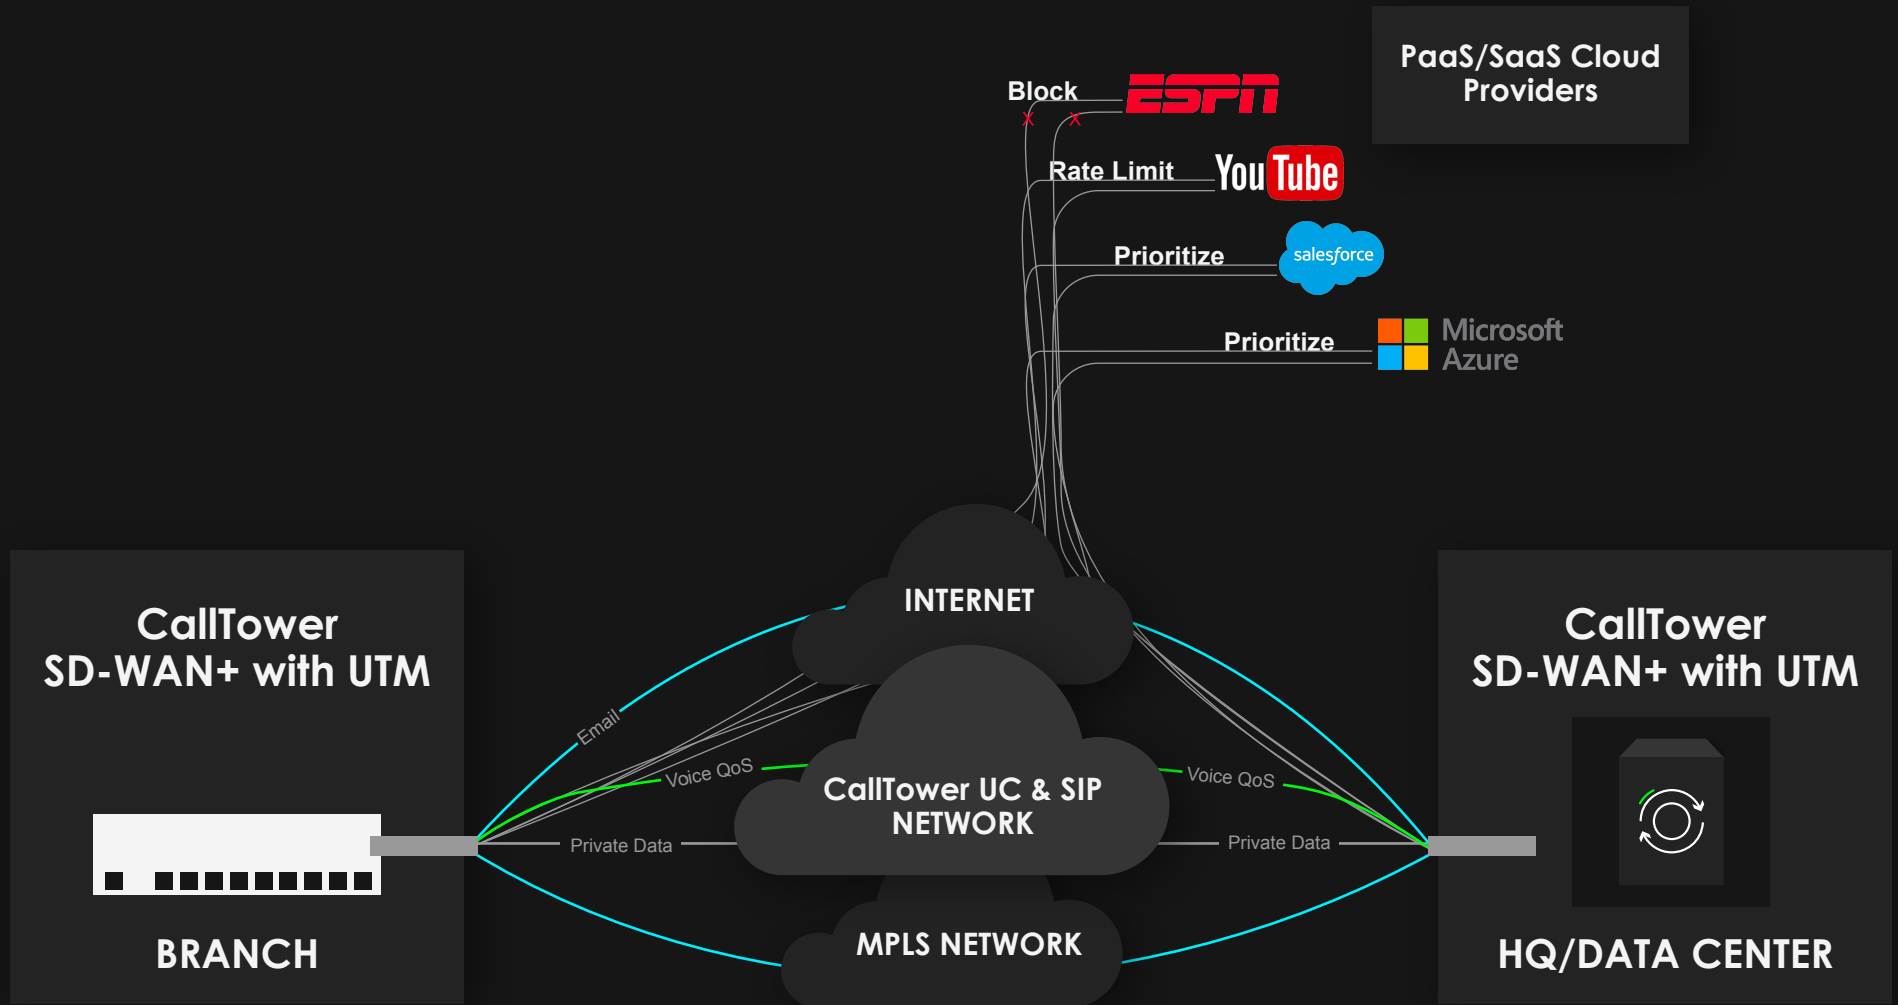 PaaS/SaaS Cloud
Providers
Block
ESPN
Rate Limit
YouTube
Prioritize
salesforce
Prioritize
Microsoft
Azure
INTERNET
CallTower
SD-WAN+ with UTM
CallTower
SD-WAN+ with UTM
Email
Voice QoS
Voice QoS
CallTower UC & SIP
NETWORK
Private Data
Private Data
MPLS NETWORK
BRANCH
HQ/DATA CENTER